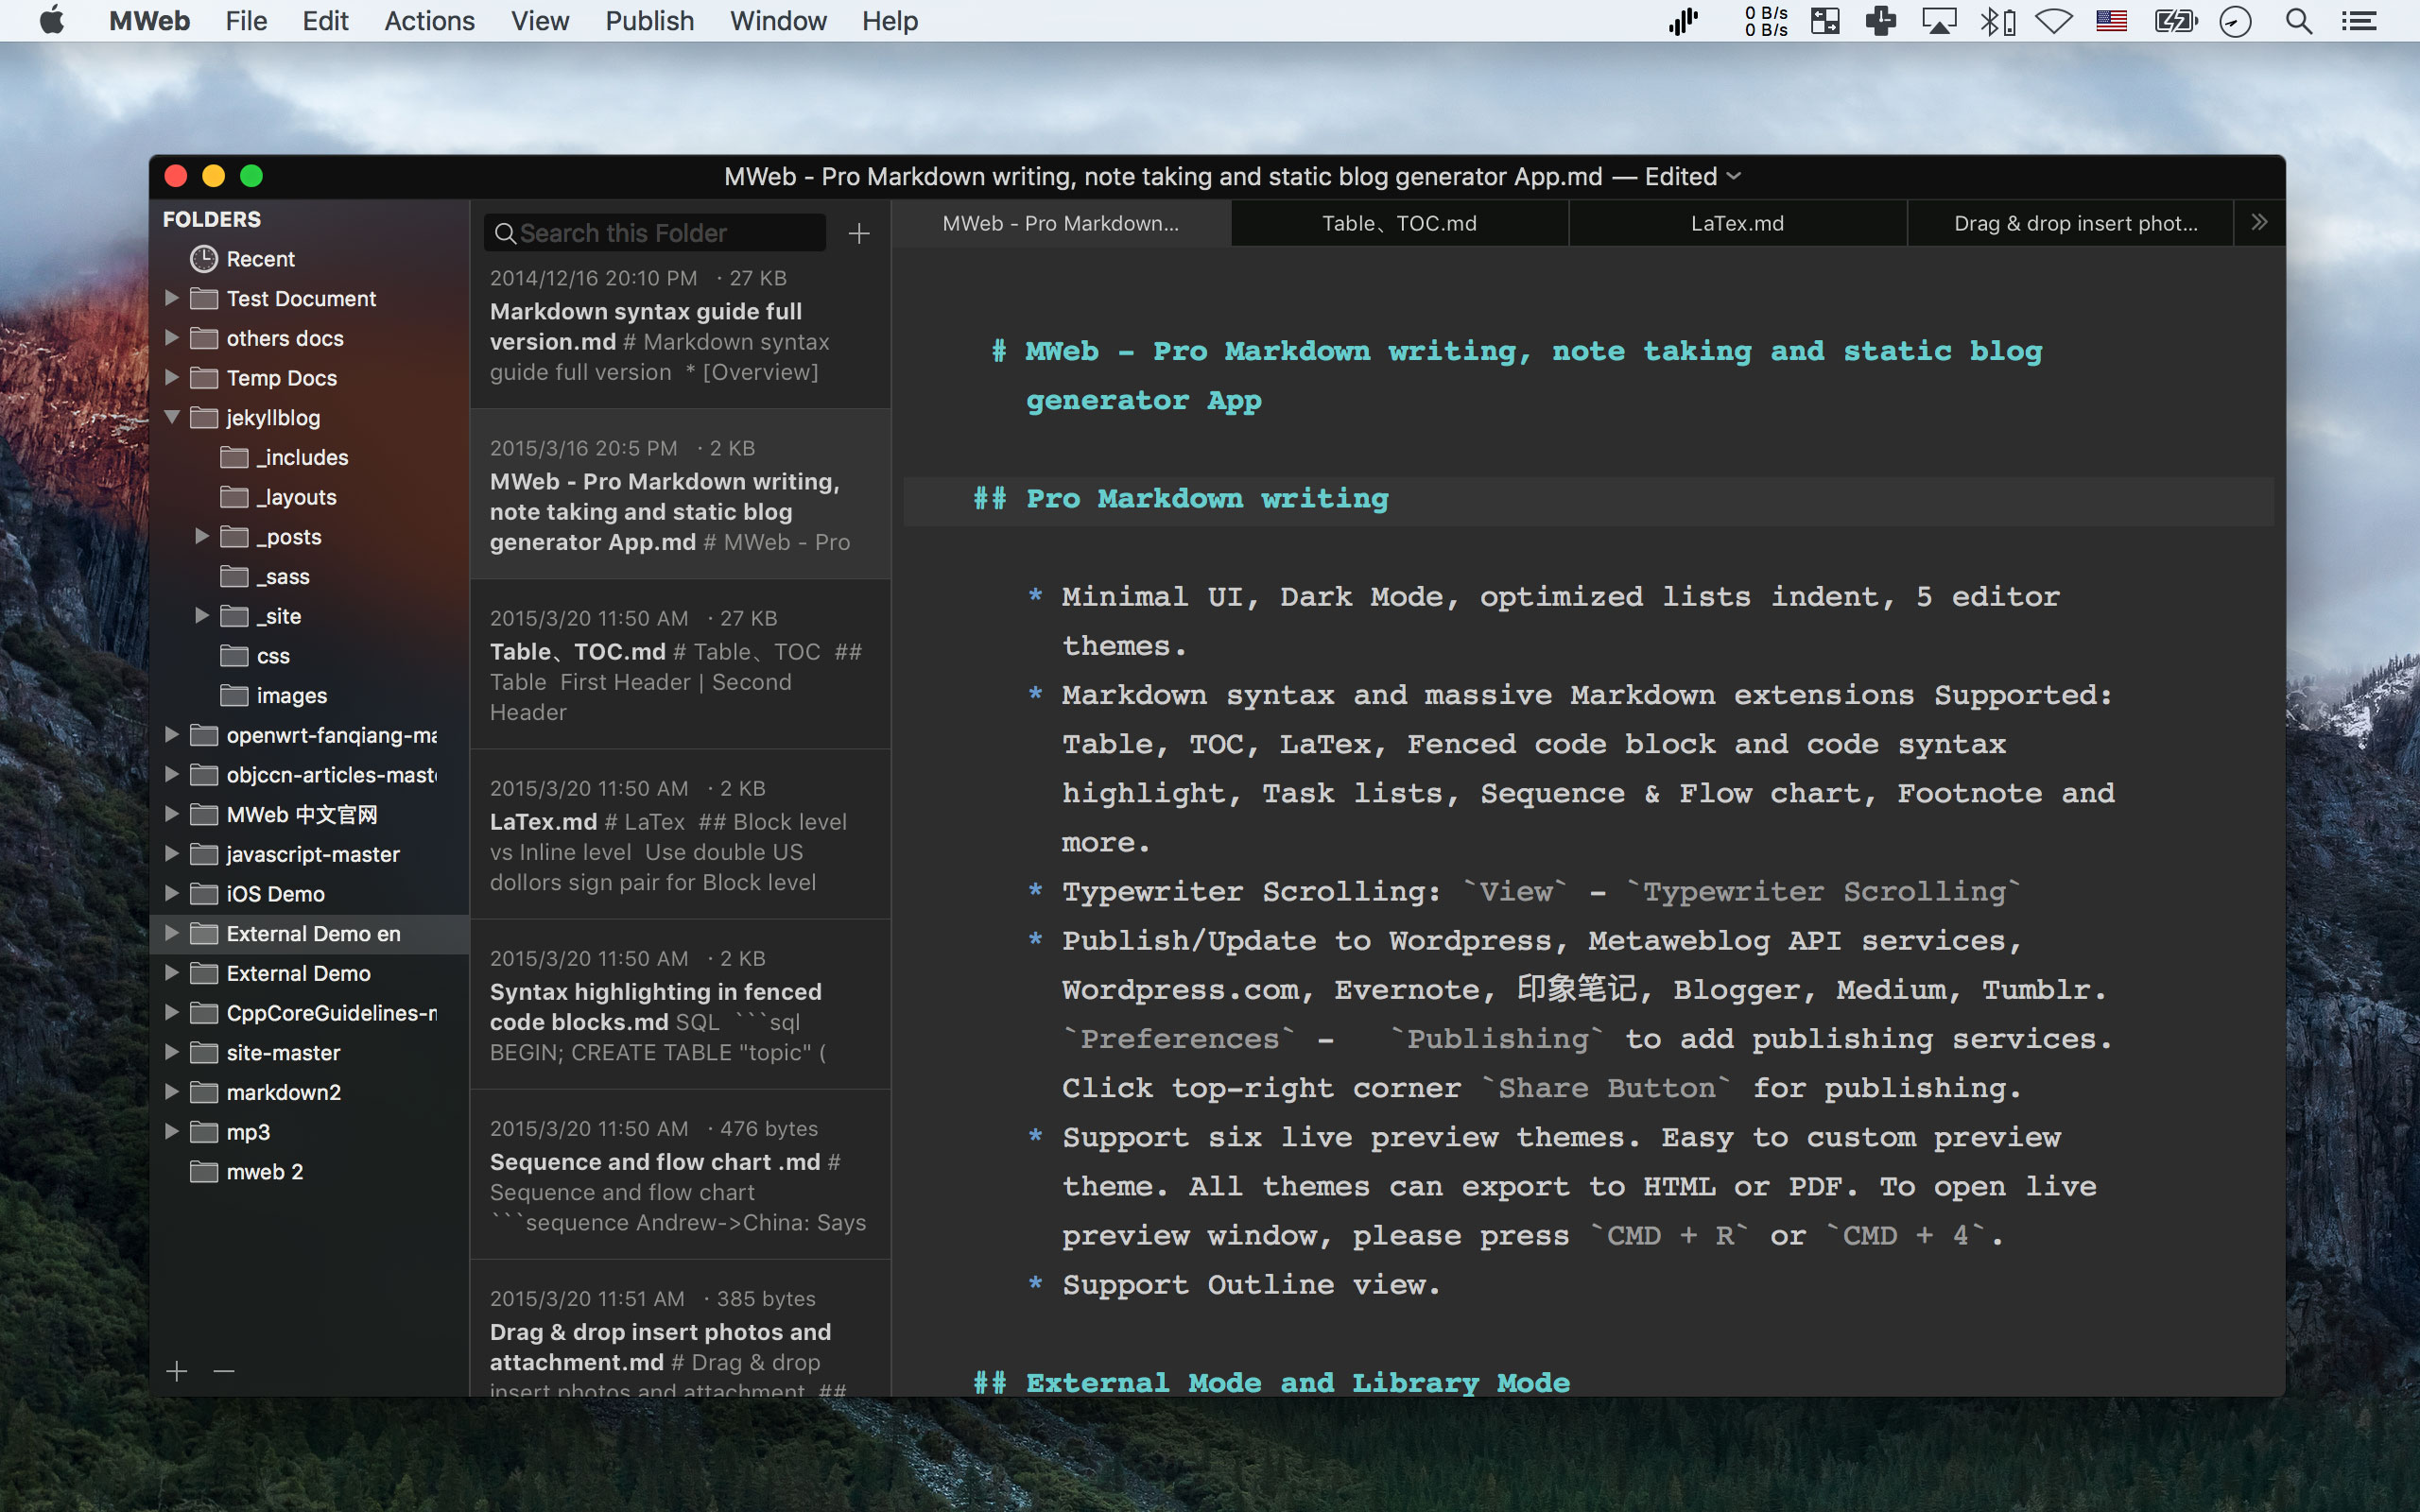 MWeb File Edit Actions View Publish Window Help
0 B/s
0 B/s
MWeb - Pro Markdown writing, note taking and static blog generator App.md — Edited
FOLDERS
Recent
Test Document
others docs
Temp Docs
jekyllblog
_includes
_layouts
_posts
_sass
_site
css
images
openwrt-fanqiang-ma
objccn-articles-mast
MWeb 中文官网
javascript-master
iOS Demo
External Demo en
External Demo
CppCoreGuidelines-
site-master
markdown2
mp3
mweb 2
Search this Folder
2014/12/16 20:10 PM · 27 KB
Markdown syntax guide full
version.md # Markdown syntax
guide full version * [Overview]
2015/3/16 20:5 PM · 2 KB
MWeb - Pro Markdown writing,
note taking and static blog
generator App.md # MWeb - Pro
2015/3/20 11:50 AM · 27 KB
Table、TOC.md # Table、TOC ##
Table First Header | Second
Header
2015/3/20 11:50 AM · 2 KB
LaTex.md # LaTex ## Block level
vs Inline level Use double US
dollors sign pair for Block level
2015/3/20 11:50 AM · 2 KB
Syntax highlighting in fenced
code blocks.md SQL ```sql
BEGIN; CREATE TABLE "topic" (
2015/3/20 11:50 AM · 476 bytes
Sequence and flow chart .md #
Sequence and flow chart
```sequence Andrew->China: Says
2015/3/20 11:51 AM · 385 bytes
Drag & drop insert photos and
attachment.md # Drag & drop
insert photos and attachment ##
MWeb - Pro Markdown... Table、TOC.md LaTex.md Drag & drop insert phot...
# MWeb – Pro Markdown writing, note taking and static blog
generator App
## Pro Markdown writing
* Minimal UI, Dark Mode, optimized lists indent, 5 editor
themes.
* Markdown syntax and massive Markdown extensions Supported:
Table, TOC, LaTex, Fenced code block and code syntax
highlight, Task lists, Sequence & Flow chart, Footnote and
more.
* Typewriter Scrolling: `View` – `Typewriter Scrolling`
* Publish/Update to Wordpress, Metaweblog API services,
Wordpress.com, Evernote, 印象笔记, Blogger, Medium, Tumblr.
`Preferences` – `Publishing` to add publishing services.
Click top-right corner `Share Button` for publishing.
* Support six live preview themes. Easy to custom preview
theme. All themes can export to HTML or PDF. To open live
preview window, please press `CMD + R` or `CMD + 4`.
* Support Outline view.
## External Mode and Library Mode